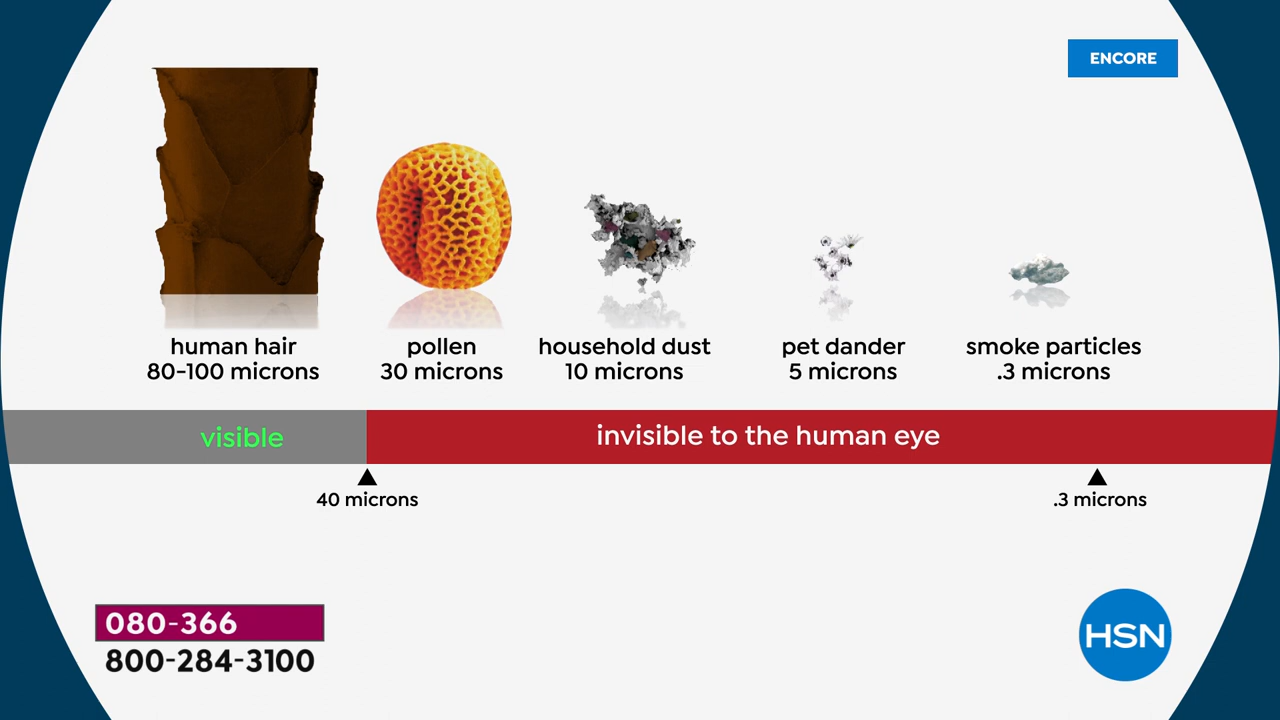 ENCORE
human hair
80-100 microns
pollen
30 microns
household dust
10 microns
pet dander
5 microns
smoke particles
.3 microns
visible
invisible to the human eye
40 microns
.3 microns
080-366
800-284-3100
HSN